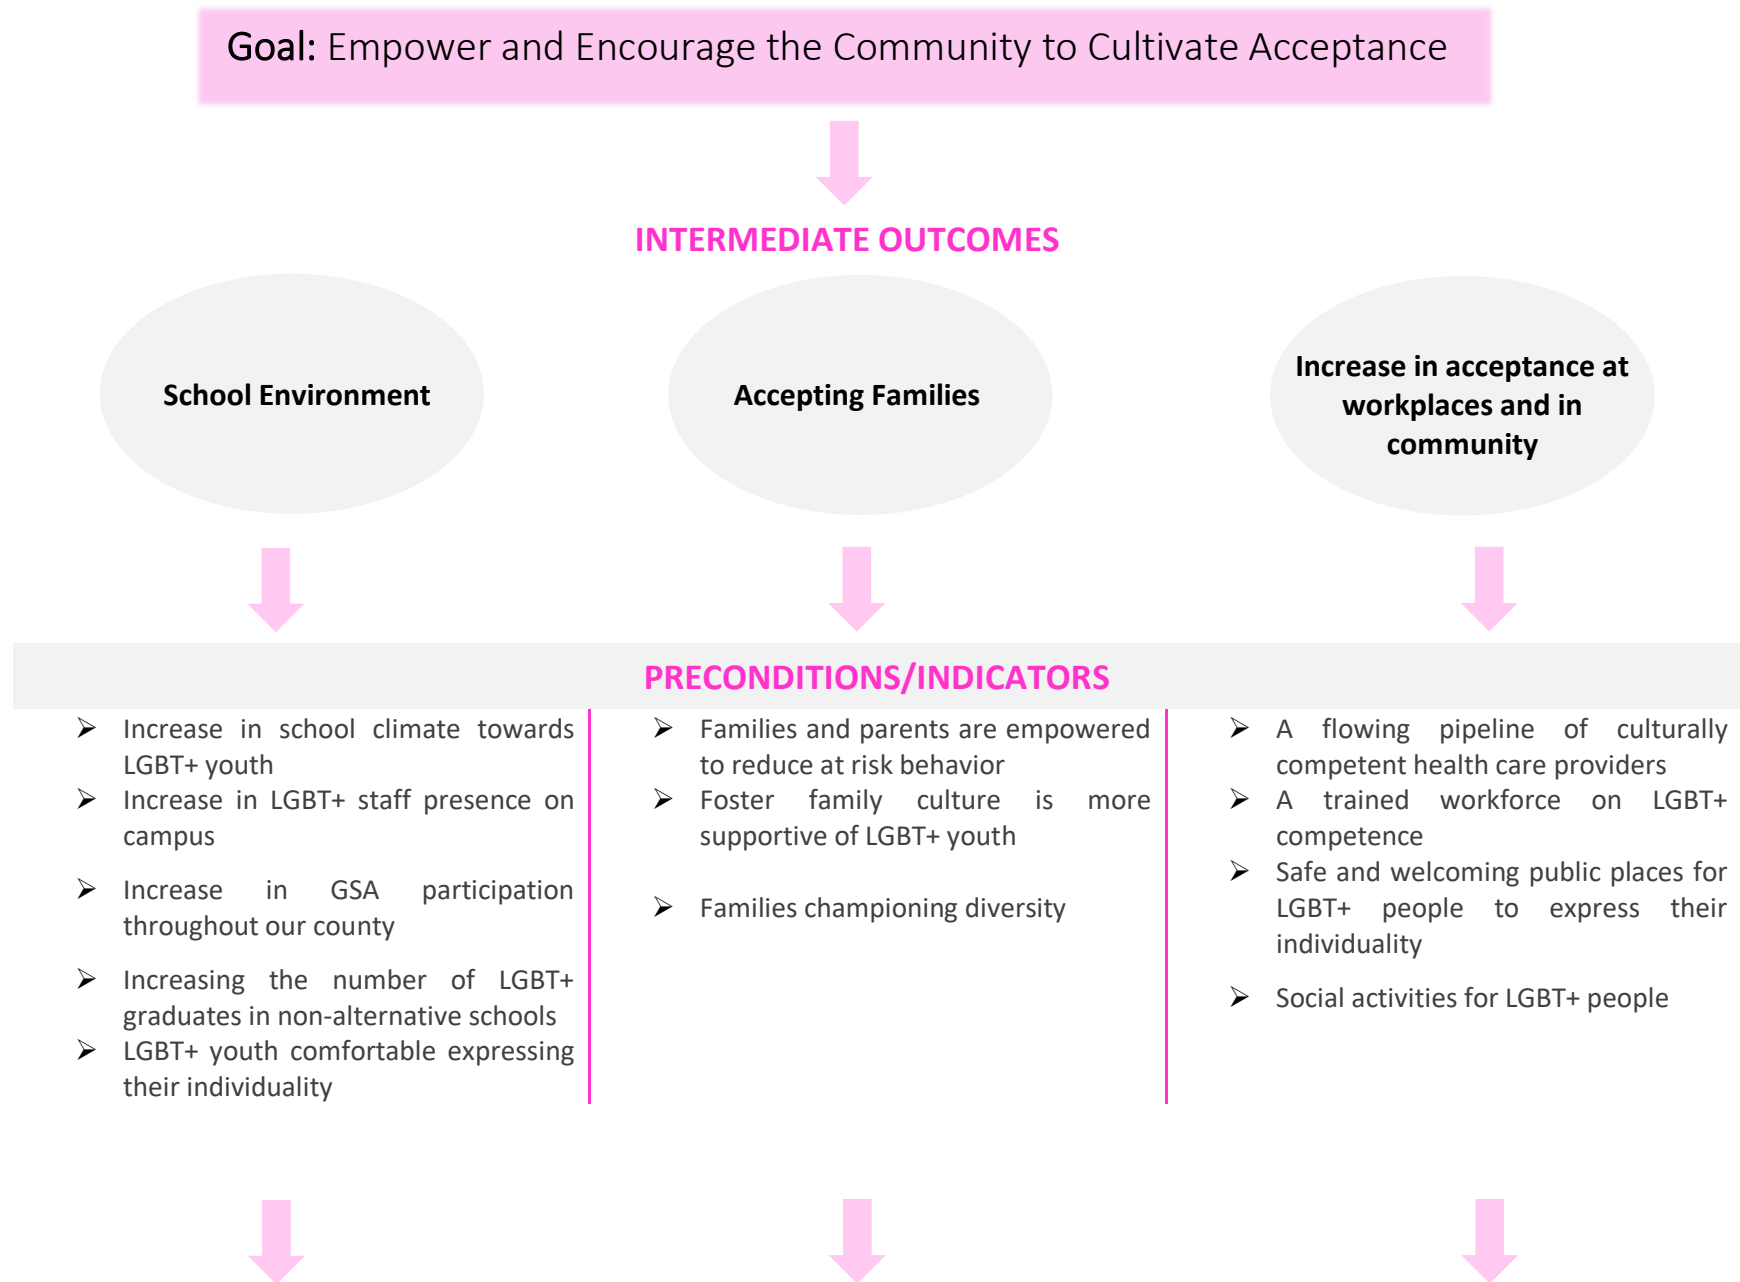 Goal: Empower and Encourage the Community to Cultivate Acceptance
INTERMEDIATE OUTCOMES
School Environment
Accepting Families
Increase in acceptance at
workplaces and in
community
PRECONDITIONS/INDICATORS
➢ Increase in school climate towards
LGBT+ youth
➢ Increase in LGBT+ staff presence on
campus
➢ Increase in GSA participation
throughout our county
➢ Increasing the number of LGBT+
graduates in non-alternative schools
➢ LGBT+ youth comfortable expressing
their individuality
➢ Families and parents are empowered
to reduce at risk behavior
➢ Foster family culture is more
supportive of LGBT+ youth
➢ Families championing diversity
➢ A flowing pipeline of culturally
competent health care providers
➢ A trained workforce on LGBT+
competence
➢ Safe and welcoming public places for
LGBT+ people to express their
individuality
➢ Social activities for LGBT+ people